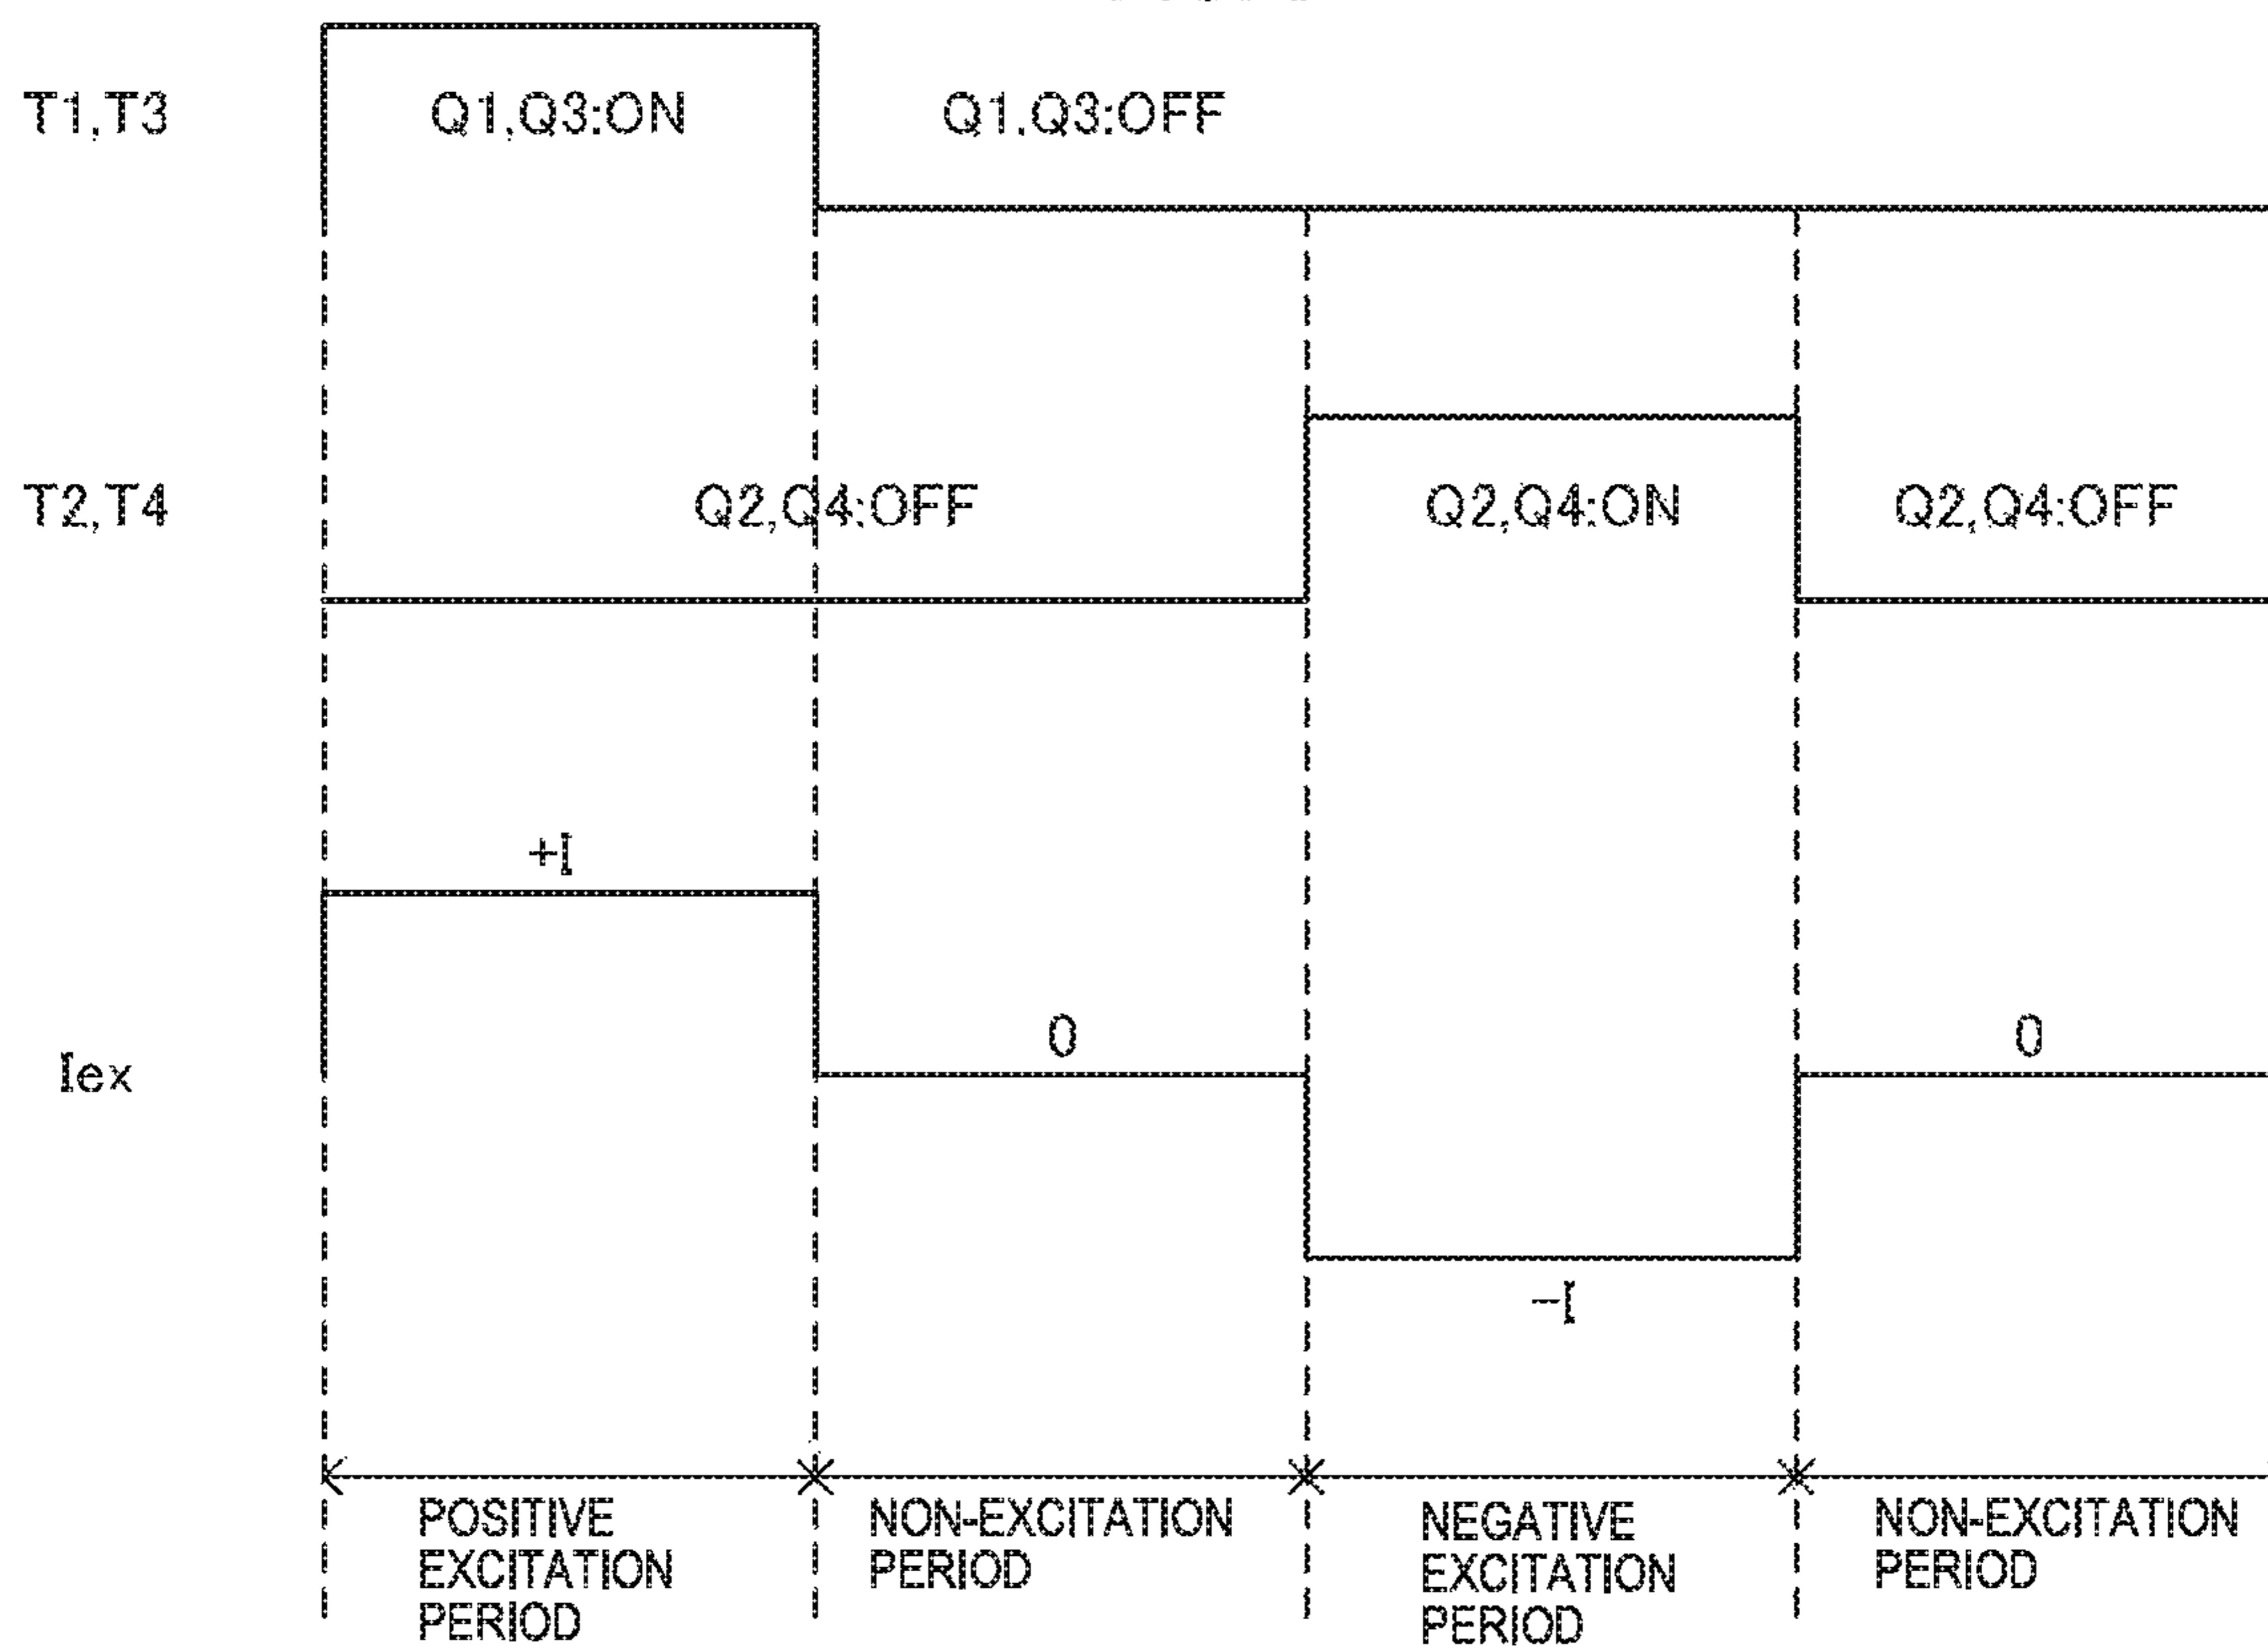 T1,T3
Q1,Q3:ON
Q1,Q3:OFF
T2,T4
Q2,Q4:OFF
Q2,Q4:ON
Q2,Q4:OFF
+I
Iex
0
0
-I
POSITIVE
EXCITATION
PERIOD
NON-EXCITATION
PERIOD
NEGATIVE
EXCITATION
PERIOD
NON-EXCITATION
PERIOD